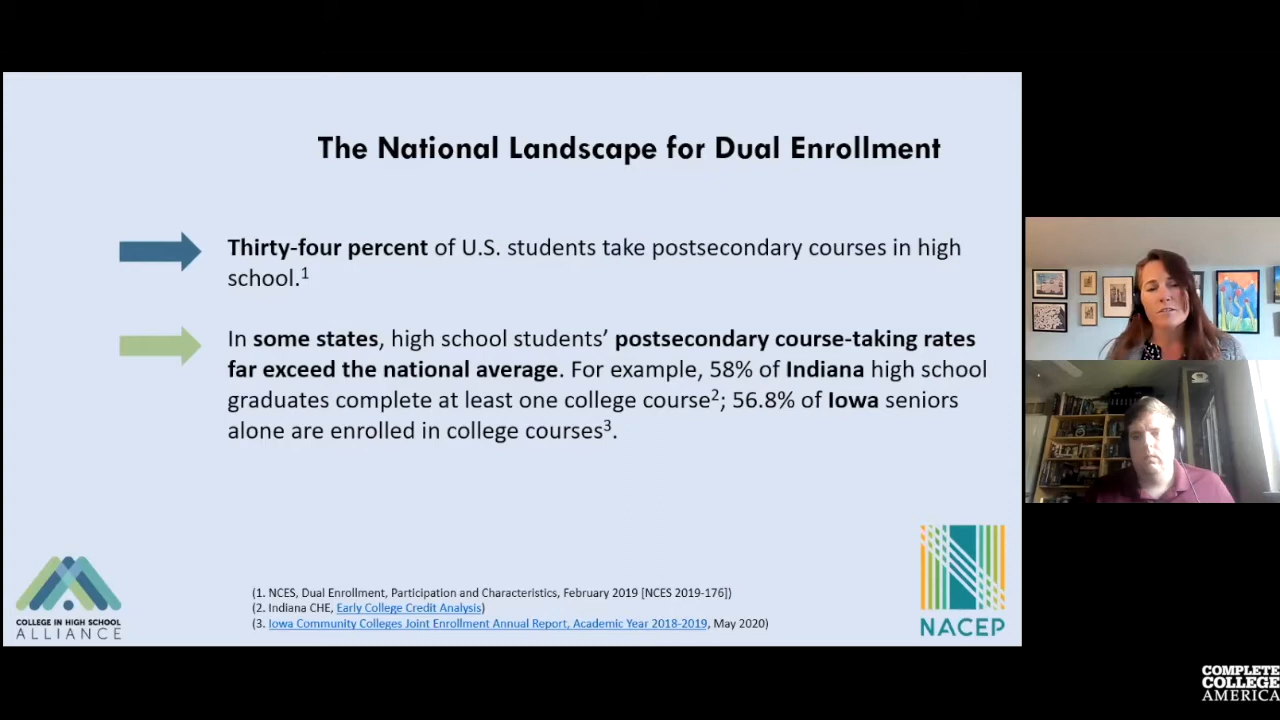 The National Landscape for Dual Enrollment
Thirty-four percent of U.S. students take postsecondary courses in high
school.1
In some states, high school students’ postsecondary course-taking rates
far exceed the national average. For example, 58% of Indiana high school
graduates complete at least one college course2; 56.8% of Iowa seniors
alone are enrolled in college courses3.
(1. NCES, Dual Enrollment, Participation and Characteristics, February 2019 [NCES 2019-176])
(2. Indiana CHE, Early College Credit Analysis)
(3. Iowa Community Colleges Joint Enrollment Annual Report, Academic Year 2018-2019, May 2020)
COLLEGE IN HIGH SCHOOL
ALLIANCE
NACEP
COMPLETE
COLLEGE
AMERICA